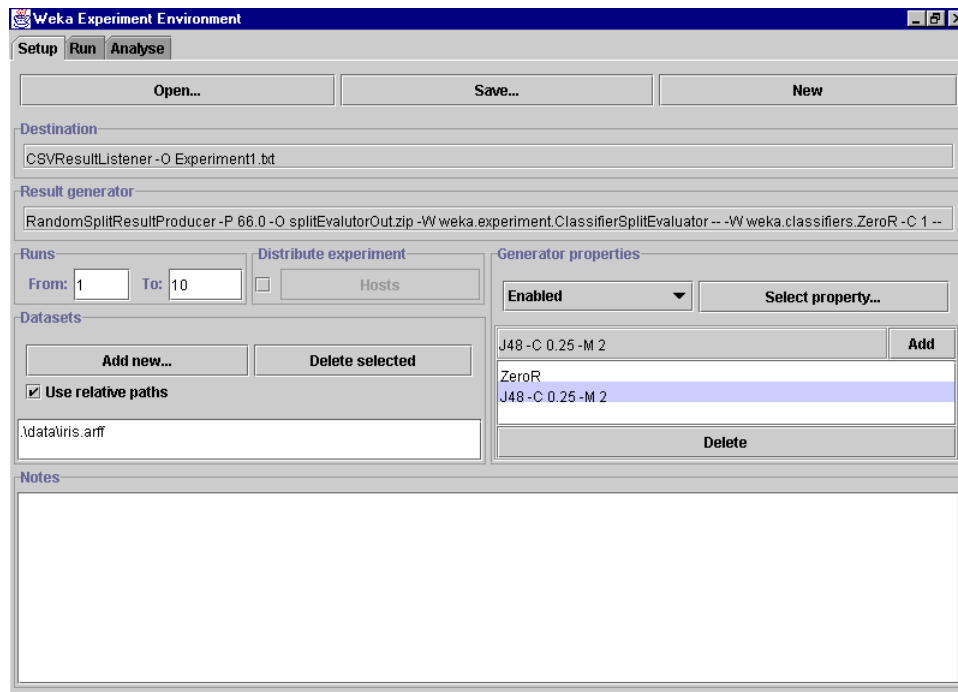 Weka Experiment Environment
Setup Run Analyse
Open... Save... New
Destination
CSVResultListener -O Experiment1.txt
Result generator
RandomSplitResultProducer -P 66.0 -O splitEvalutorOut.zip -W weka.experiment.ClassifierSplitEvaluator -- -W weka.classifiers.ZeroR -C 1 --
Runs
From: 1 To: 10
Distribute experiment
Hosts
Generator properties
Enabled Select property...
Datasets
Add new... Delete selected
Use relative paths
.\data\iris.arff
J48 -C 0.25 -M 2 Add
ZeroR
J48 -C 0.25 -M 2
Delete
Notes